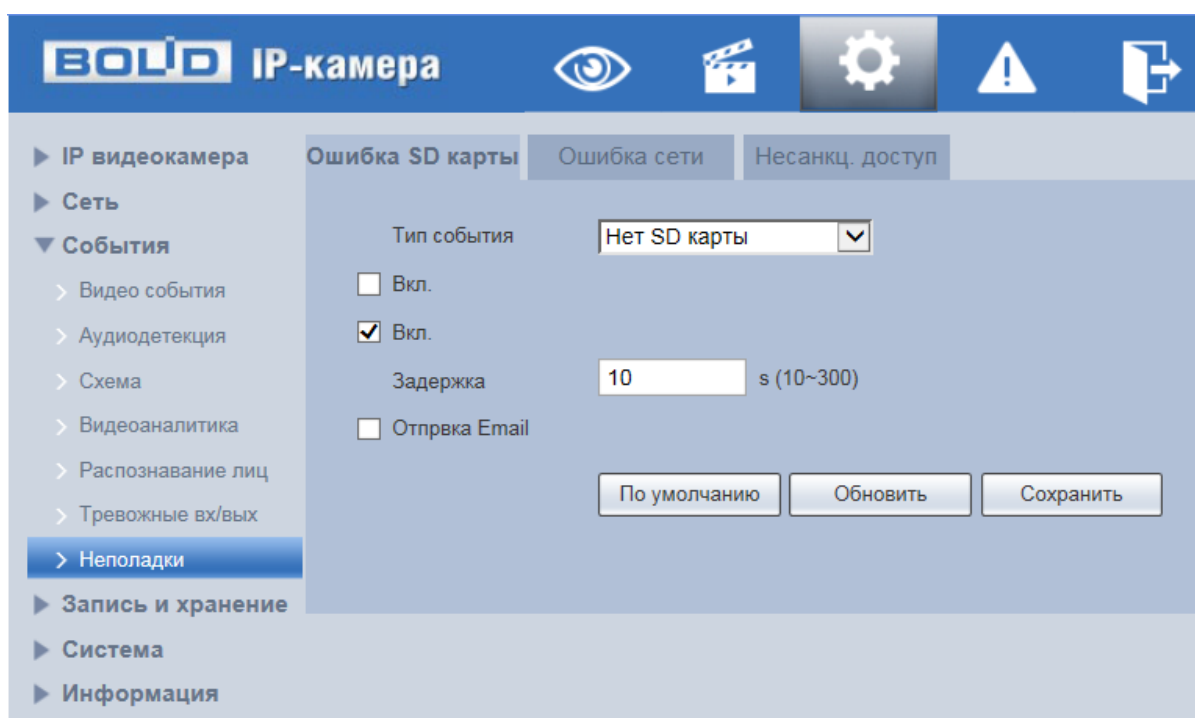 BOLID IP-камера
IP видеокамера
Сеть
События
Видео события
Аудиодетекция
Схема
Видеоаналитика
Распознавание лиц
Тревожные вх/вых
Неполадки
Запись и хранение
Система
Информация
Ошибка SD карты Ошибка сети Несанкц. доступ
Тип события Нет SD карты
Вкл.
Вкл.
Задержка 10 s (10~300)
Отпрвка Email
По умолчанию Обновить Сохранить